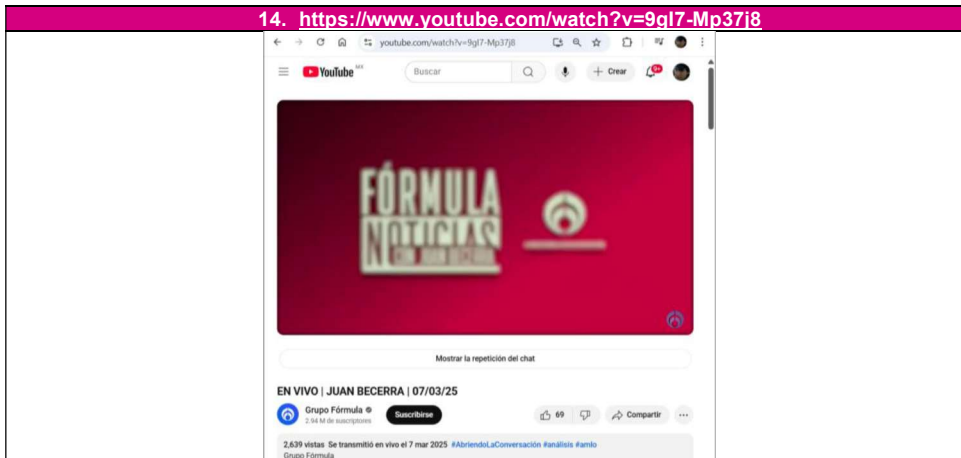 14. https://www.youtube.com/watch?v=9gI7-Mp37j8
youtube.com/watch?v=9gI7-Mp37j8
YouTube MX
Buscar
Crear
9+
FÓRMULA
NOTICIAS
CON JUAN BECERRA
Mostrar la repetición del chat
EN VIVO | JUAN BECERRA | 07/03/25
Grupo Fórmula
2.94 M de suscriptores
Suscribirse
69
Compartir
2,639 vistas Se transmitió en vivo el 7 mar 2025 #AbriendoLaConversación #análisis #amlo
Grupo Fórmula